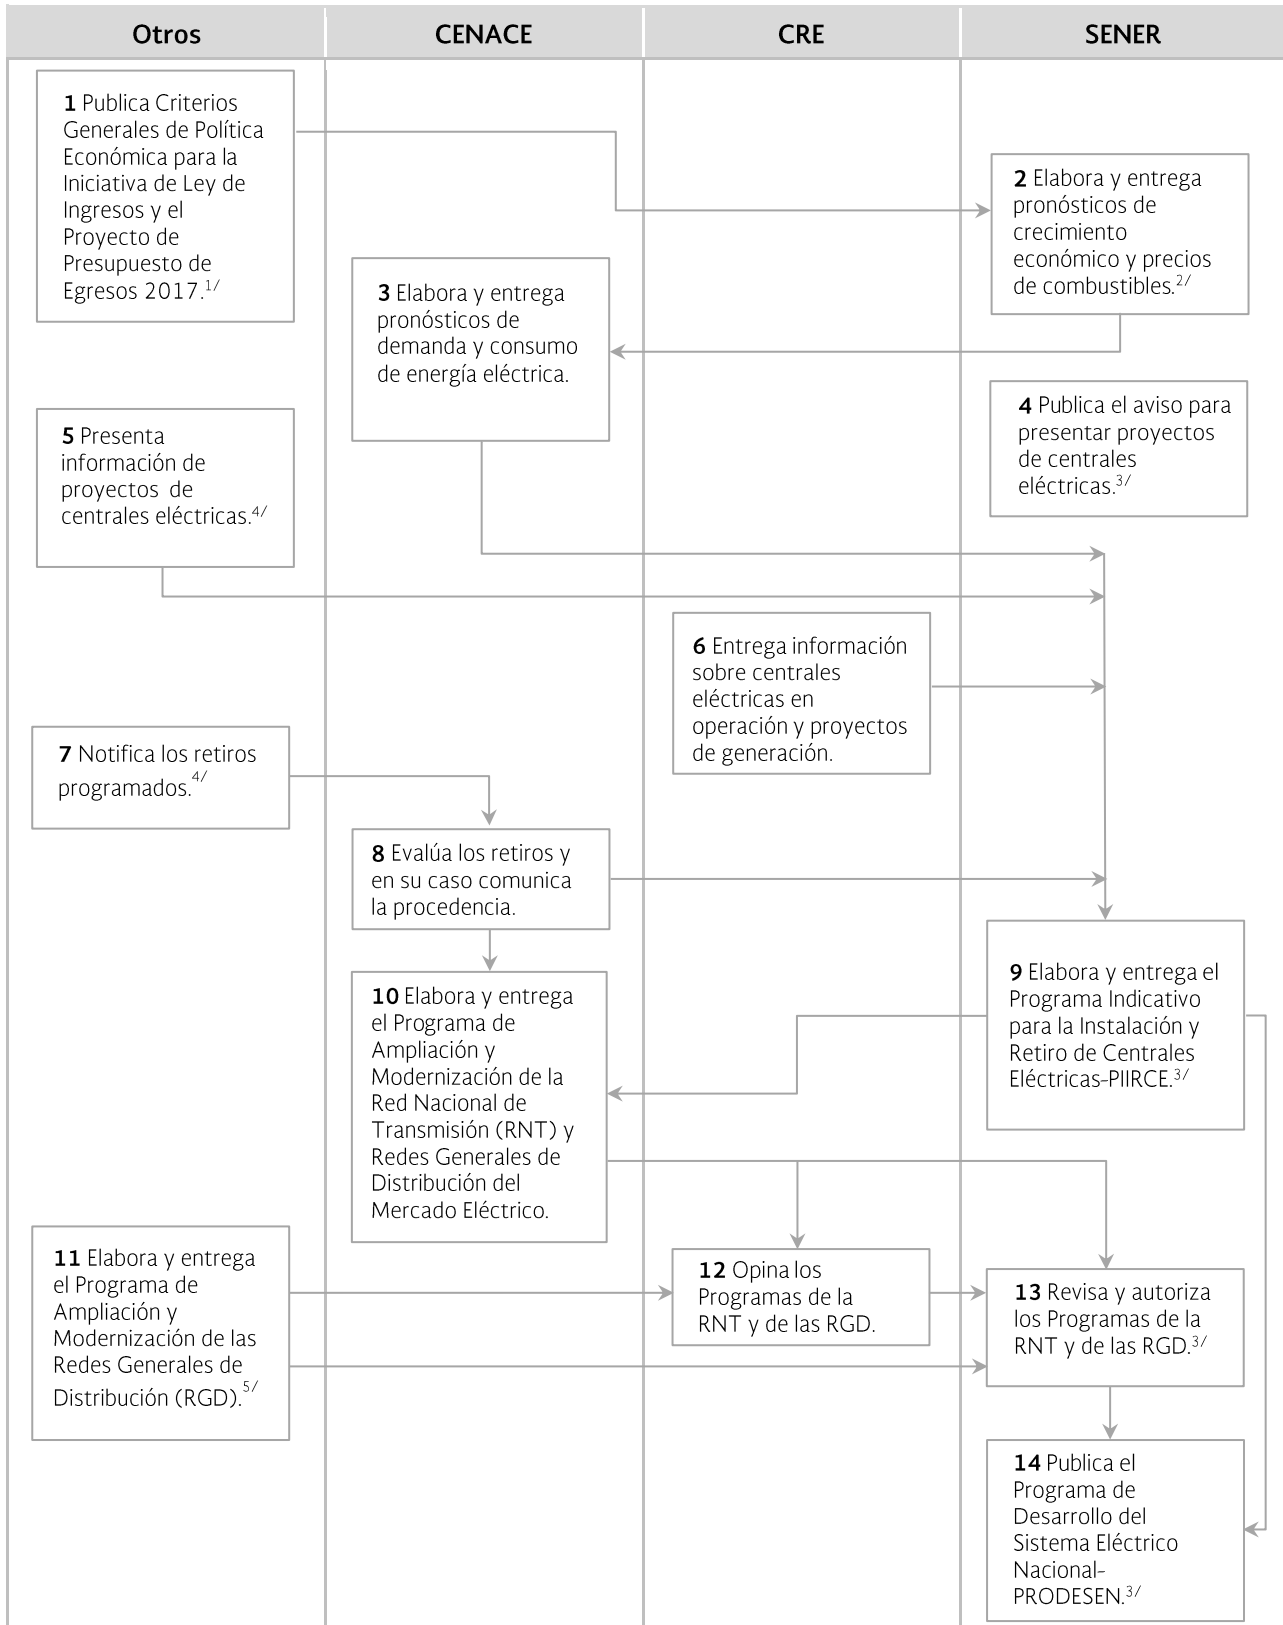 Otros
CENACE
CRE
SENER
1 Publica Criterios
Generales de Política
Económica para la
Iniciativa de Ley de
Ingresos y el
Proyecto de
Presupuesto de
Egresos 2017.1/
2 Elabora y entrega
pronósticos de
crecimiento
económico y precios
de combustibles.2/
3 Elabora y entrega
pronósticos de
demanda y consumo
de energía eléctrica.
4 Publica el aviso para
presentar proyectos
de centrales
eléctricas.3/
5 Presenta
información de
proyectos de
centrales eléctricas.4/
6 Entrega información
sobre centrales
eléctricas en
operación y proyectos
de generación.
7 Notifica los retiros
programados.4/
8 Evalúa los retiros y
en su caso comunica
la procedencia.
9 Elabora y entrega el
Programa Indicativo
para la Instalación y
Retiro de Centrales
Eléctricas-PIIRCE.3/
10 Elabora y entrega
el Programa de
Ampliación y
Modernización de la
Red Nacional de
Transmisión (RNT) y
Redes Generales de
Distribución del
Mercado Eléctrico.
11 Elabora y entrega
el Programa de
Ampliación y
Modernización de las
Redes Generales de
Distribución (RGD).5/
12 Opina los
Programas de la
RNT y de las RGD.
13 Revisa y autoriza
los Programas de la
RNT y de las RGD.3/
14 Publica el
Programa de
Desarrollo del
Sistema Eléctrico
Nacional-
PRODESEN.3/